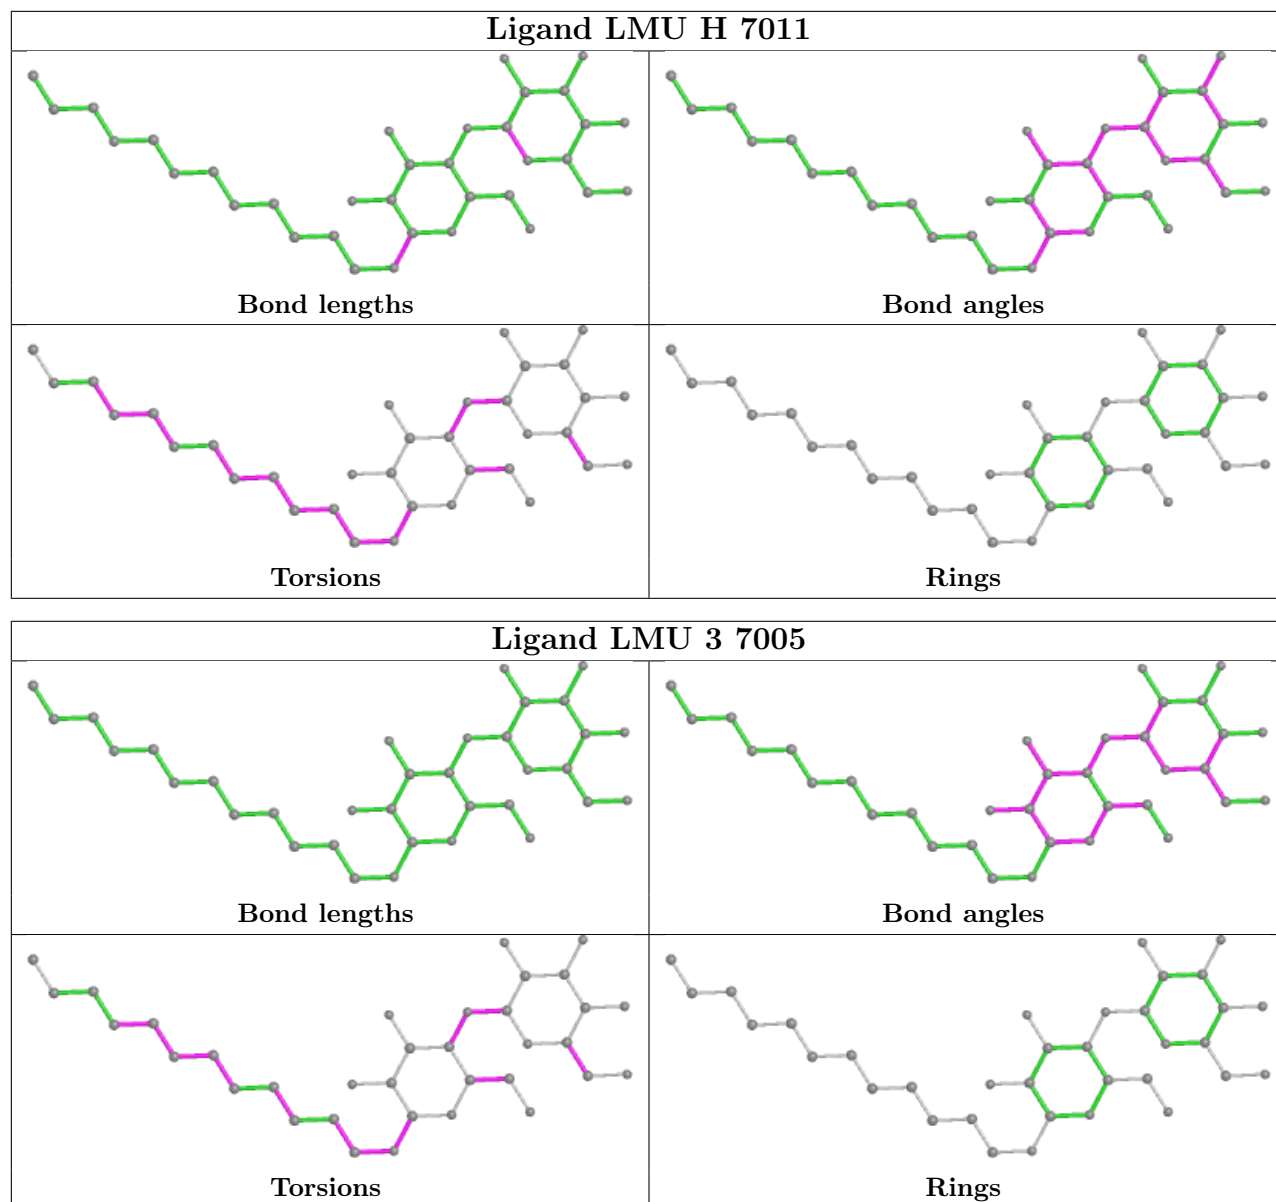 Ligand LMU H 7011
Bond lengths
Bond angles
Torsions
Rings
Ligand LMU 3 7005
Bond lengths
Bond angles
Torsions
Rings